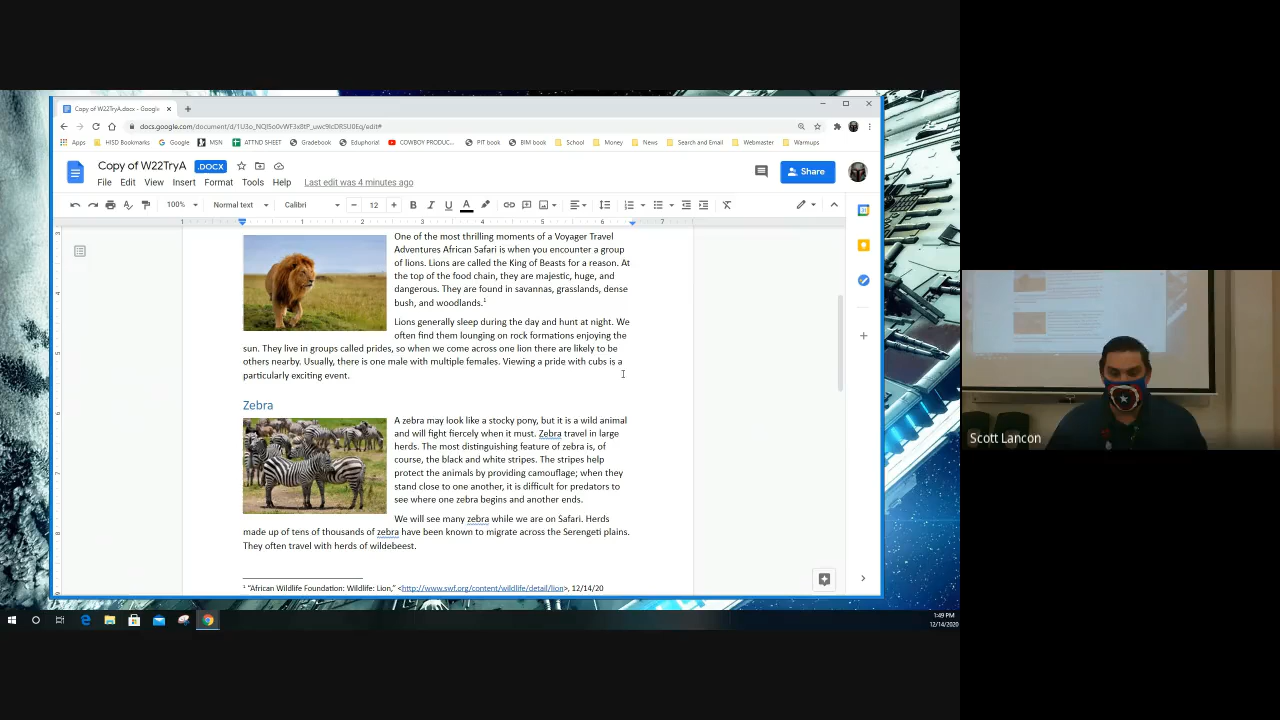 Copy of W22TryA.docx - Google
docs.google.com/document/d/
Apps HISD Bookmarks Google MSN ATTND SHEET Gradebook Eduphorial COWBOY PRODUC... PIT book BIM book School Money News Search and Email Webmaster Warmups
Copy of W22TryA .DOCX
Share
File Edit View Insert Format Tools Help Last edit was 4 minutes ago
100% Normal text Calibri - 12 + B I U A
1 1 2 3 4 5 6 7
One of the most thrilling moments of a Voyager Travel
Adventures African Safari is when you encounter a group
of lions. Lions are called the King of Beasts for a reason. At
the top of the food chain, they are majestic, huge, and
dangerous. They are found in savannas, grasslands, dense
bush, and woodlands.1
Lions generally sleep during the day and hunt at night. We
often find them lounging on rock formations enjoying the
sun. They live in groups called prides, so when we come across one lion there are likely to be
others nearby. Usually, there is one male with multiple females. Viewing a pride with cubs is a
particularly exciting event.
Zebra
A zebra may look like a stocky pony, but it is a wild animal
and will fight fiercely when it must. Zebra travel in large
herds. The most distinguishing feature of zebra is, of
course, the black and white stripes. The stripes help
protect the animals by providing camouflage; when they
stand close to one another, it is difficult for predators to
see where one zebra begins and another ends.
We will see many zebra while we are on Safari. Herds
made up of tens of thousands of zebra have been known to migrate across the Serengeti plains.
They often travel with herds of wildebeest.
1 "African Wildlife Foundation: Wildlife: Lion," <http://www.swf.org/content/wildlife/detail/lion>, 12/14/20
1:49 PM
12/14/2020
Scott Lancon